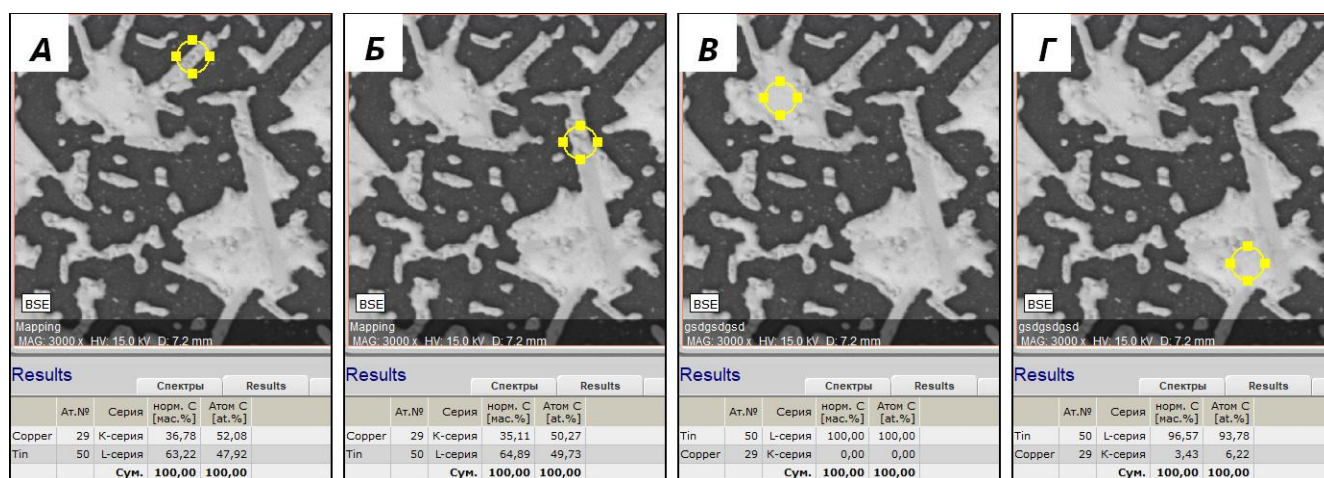 А
BSE
Mapping
MAG: 3000 x HV: 15.0 kV D: 7.2 mm
Results
Спектры Results
Ат.№ Серия норм. C [мас.%] Атом C [at.%]
Copper 29 K-серия 36,78 52,08
Tin 50 L-серия 63,22 47,92
Сум. 100,00 100,00
Б
BSE
Mapping
MAG: 3000 x HV: 15.0 kV D: 7.2 mm
Results
Спектры Results
Ат.№ Серия норм. C [мас.%] Атом C [at.%]
Copper 29 K-серия 35,11 50,27
Tin 50 L-серия 64,89 49,73
Сум. 100,00 100,00
В
BSE
gsdgsdgsd
MAG: 3000 x HV: 15.0 kV D: 7.2 mm
Results
Спектры Results
Ат.№ Серия норм. C [мас.%] Атом C [at.%]
Tin 50 L-серия 100,00 100,00
Copper 29 K-серия 0,00 0,00
Сум. 100,00 100,00
Г
BSE
gsdgsdgsd
MAG: 3000 x HV: 15.0 kV D: 7.2 mm
Results
Спектры Results
Ат.№ Серия норм. C [мас.%] Атом C [at.%]
Tin 50 L-серия 96,57 93,78
Copper 29 K-серия 3,43 6,22
Сум. 100,00 100,00